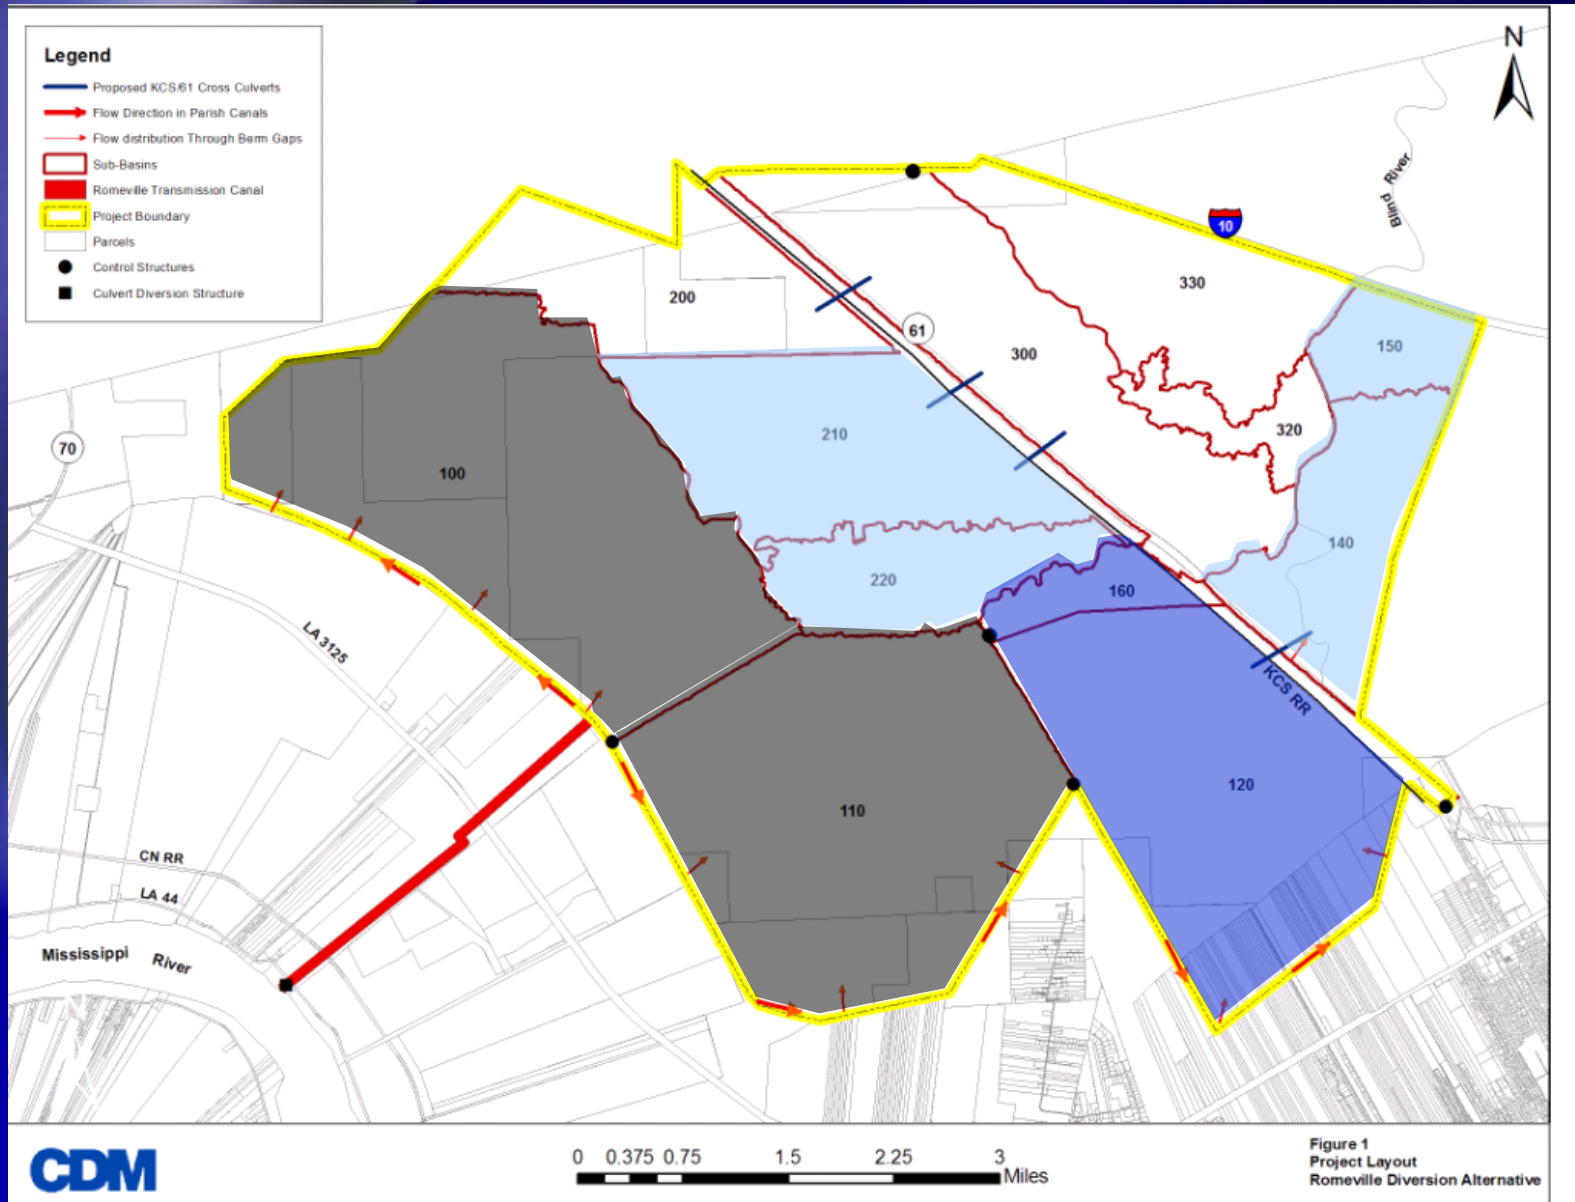 Legend
Proposed KCS/61 Cross Culverts
Flow Direction in Parish Canals
Flow distribution Through Berm Gaps
Sub-Basins
Romeville Transmission Canal
Project Boundary
Parcels
Control Structures
Culvert Diversion Structure
N
Blind River
10
330
200
61
300
150
320
210
70
100
140
220
160
LA 3125
KCS RR
120
110
CN RR
LA 44
Mississippi River
CDM
0 0.375 0.75 1.5 2.25 3
Miles
Figure 1
Project Layout
Romeville Diversion Alternative